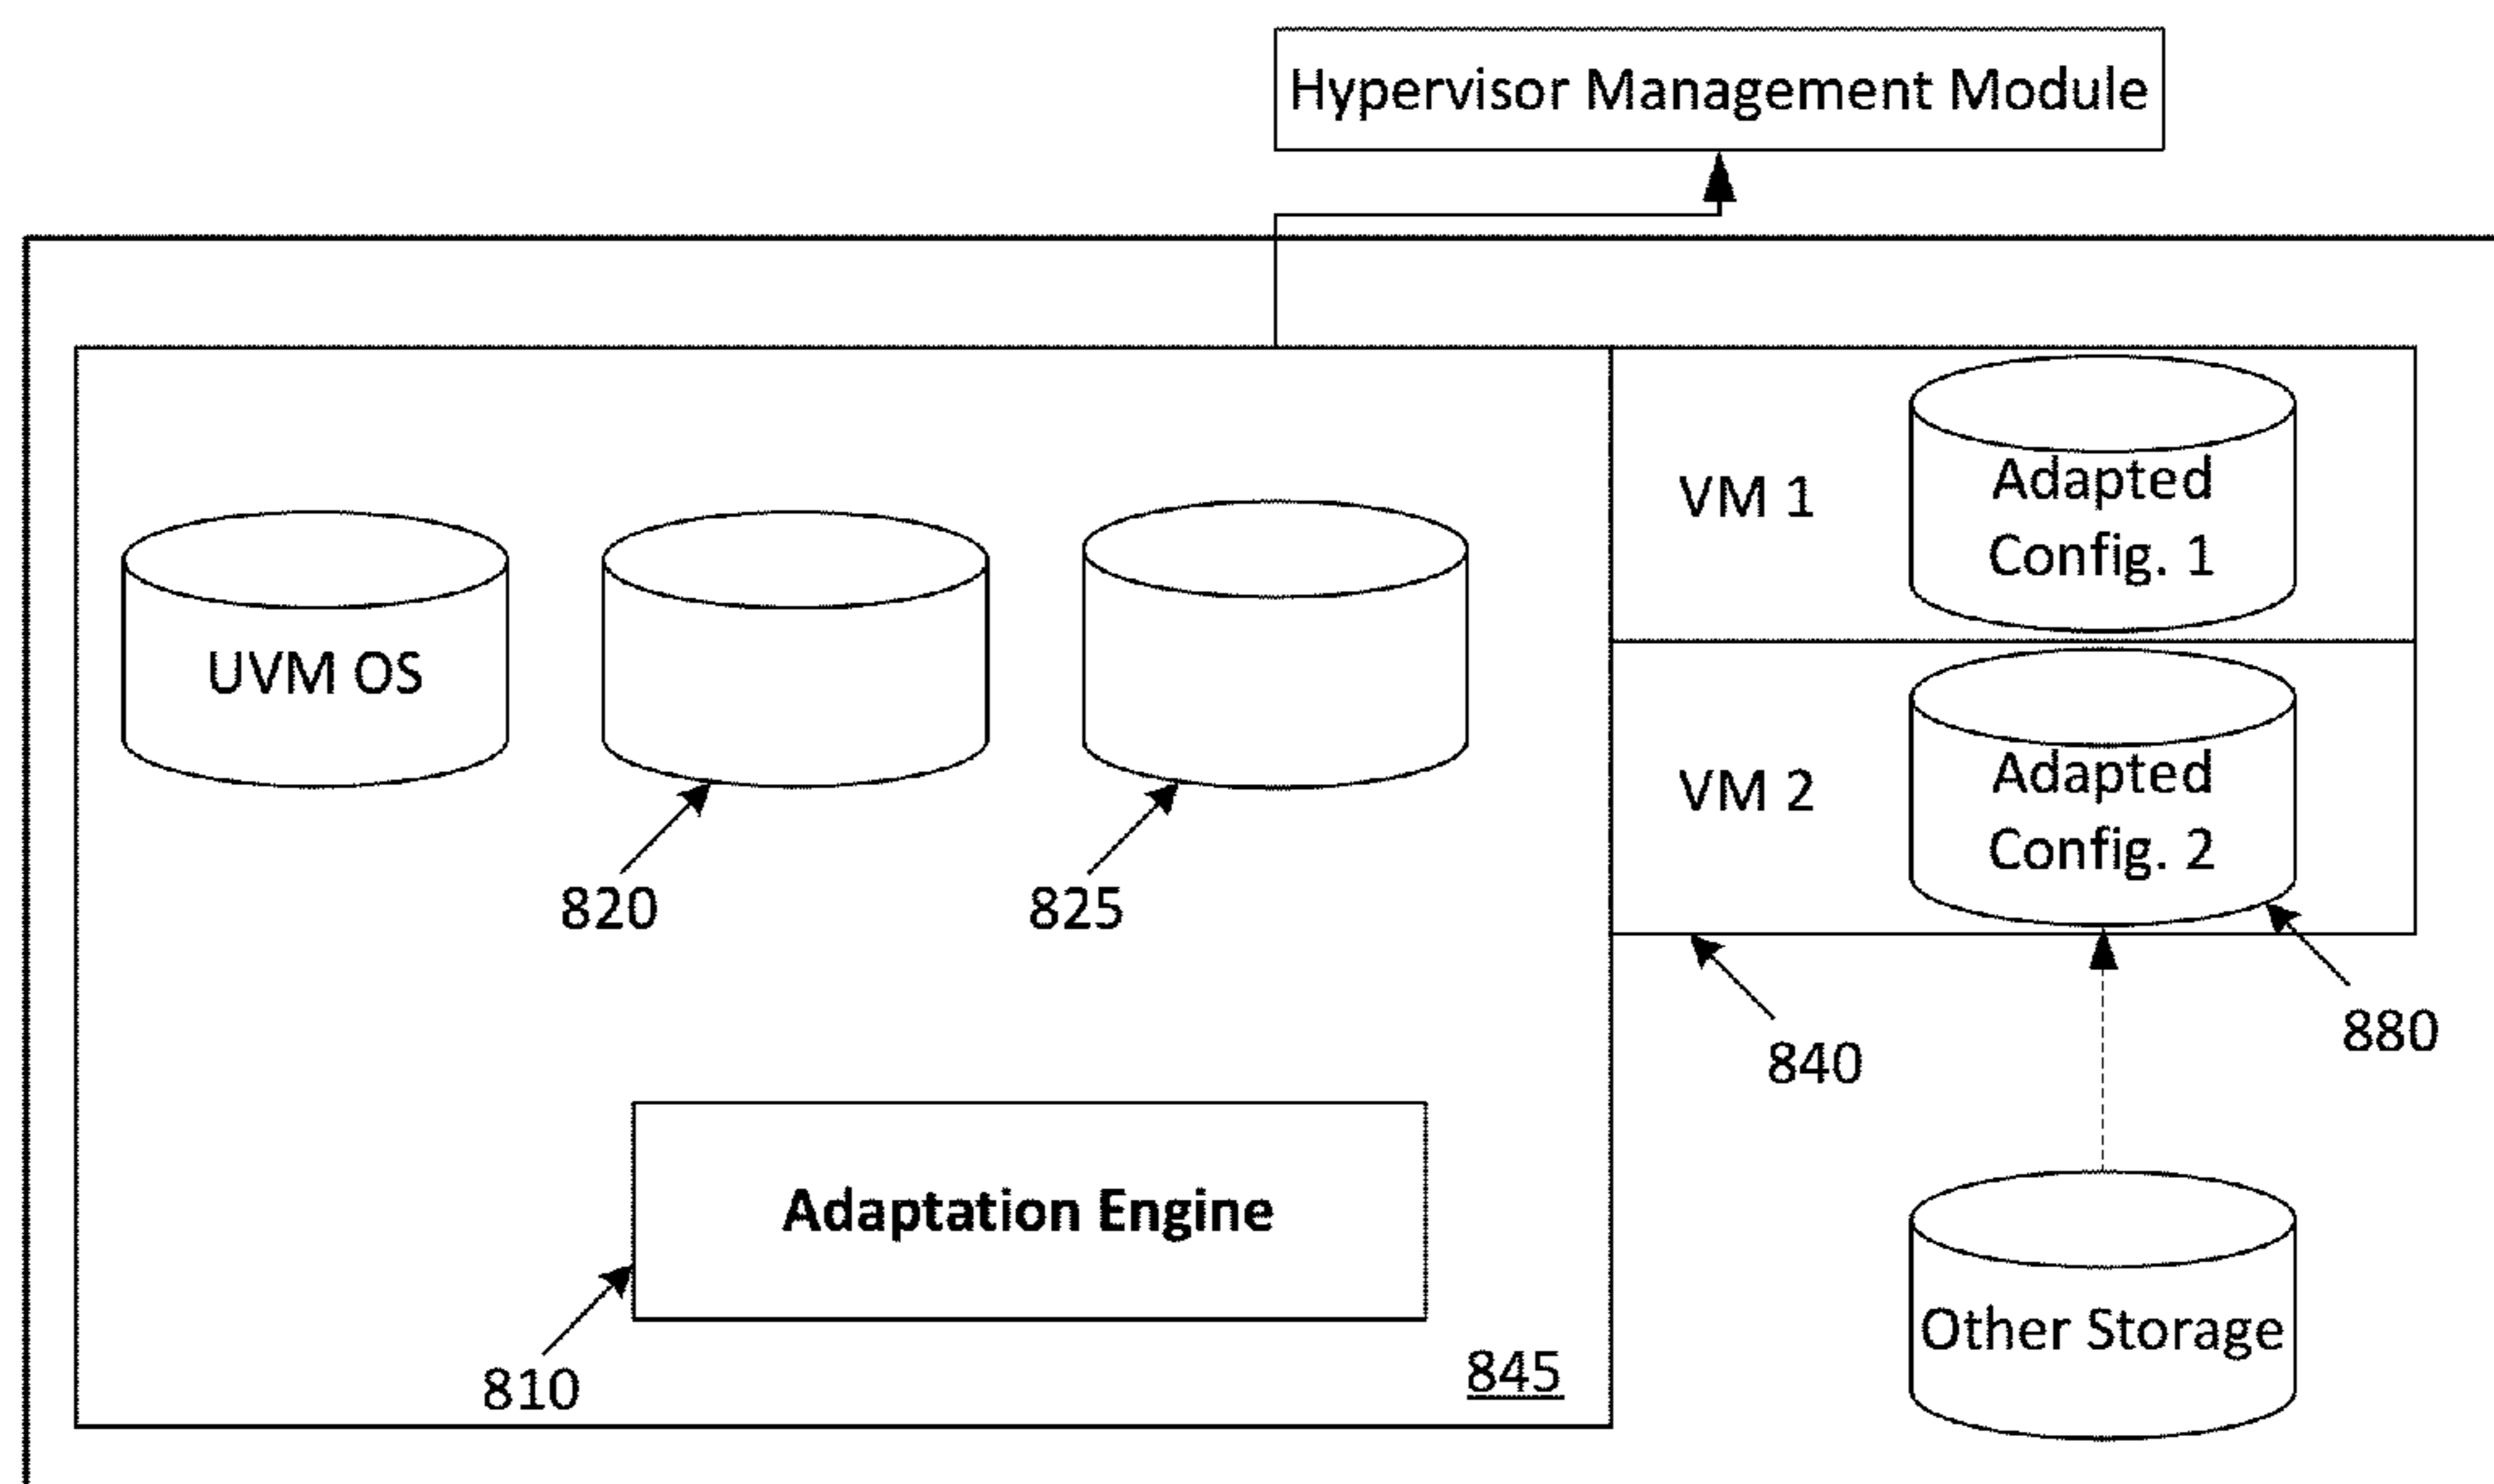 Hypervisor Management Module
VM 1
Adapted
Config. 1
UVM OS
VM 2
Adapted
Config. 2
820
825
840
880
Adaptation Engine
810
845
Other Storage